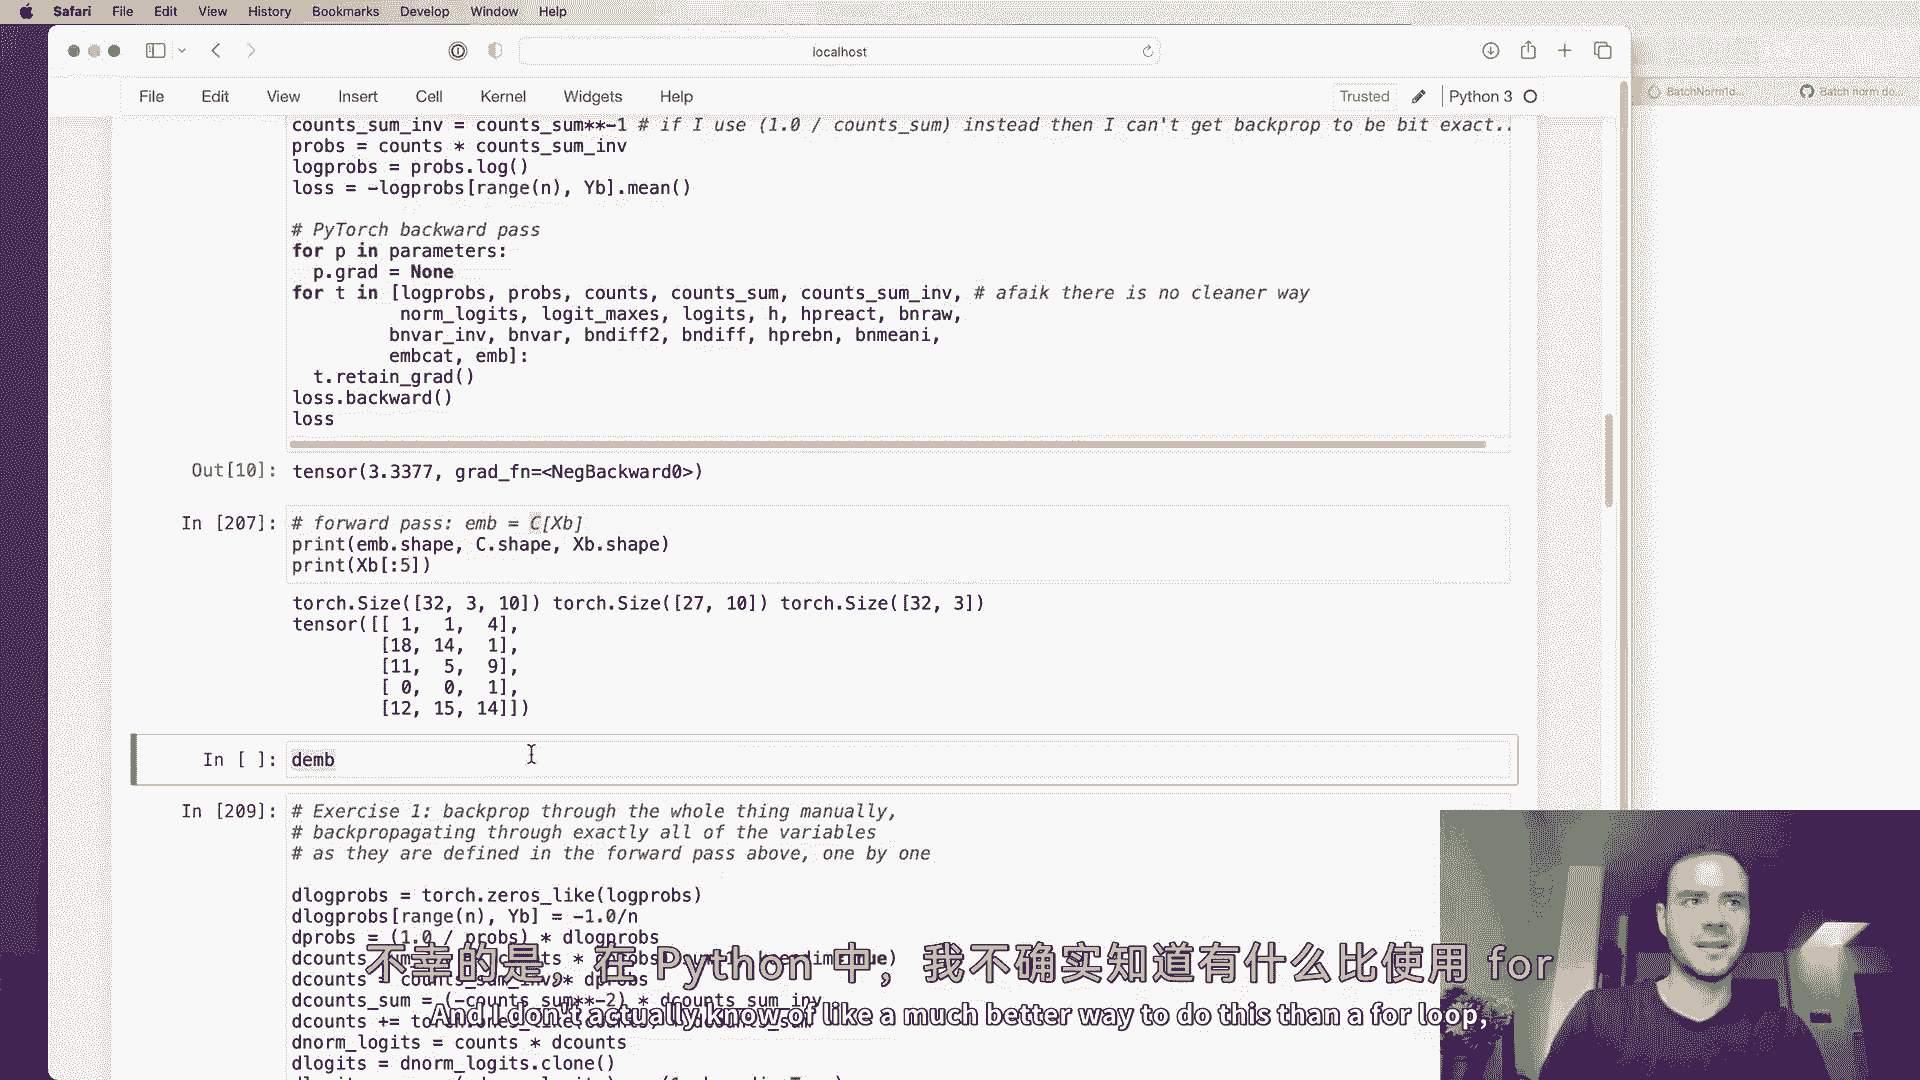 Safari File Edit View History Bookmarks Develop Window Help
localhost
File Edit View Insert Cell Kernel Widgets Help Trusted Python 3
BatchNorm1d... Batch norm do...
counts_sum_inv = counts_sum**-1 # if I use (1.0 / counts_sum) instead then I can't get backprop to be bit exact..
probs = counts * counts_sum_inv
logprobs = probs.log()
loss = -logprobs[range(n), Yb].mean()
# PyTorch backward pass
for p in parameters:
p.grad = None
for t in [logprobs, probs, counts, counts_sum, counts_sum_inv, # afaik there is no cleaner way
norm_logits, logit_maxes, logits, h, hpreact, bnraw,
bnvar_inv, bnvar, bndiff2, bndiff, hprebn, bnmeani,
embcat, emb]:
t.retain_grad()
loss.backward()
loss
Out[10]: tensor(3.3377, grad_fn=<NegBackward0>)
In [207]: # forward pass: emb = C[Xb]
print(emb.shape, C.shape, Xb.shape)
print(Xb[:5])
torch.Size([32, 3, 10]) torch.Size([27, 10]) torch.Size([32, 3])
tensor([[ 1, 1, 4],
[18, 14, 1],
[11, 5, 9],
[ 0, 0, 1],
[12, 15, 14]])
In [ ]: demb
In [209]: # Exercise 1: backprop through the whole thing manually,
# backpropagating through exactly all of the variables
# as they are defined in the forward pass above, one by one
dlogprobs = torch.zeros_like(logprobs)
dlogprobs[range(n), Yb] = -1.0/n
dprobs = (1.0 / probs) * dlogprobs
不幸的是，在 Python 中，我不确实知道有什么比使用 for
dcounts_sum = (-counts_sum**-2) * dcounts_sum_inv
And I don't actually know of like a much better way to do this than a for loop,
dnorm_logits = counts * dcounts
dlogits = dnorm_logits.clone()